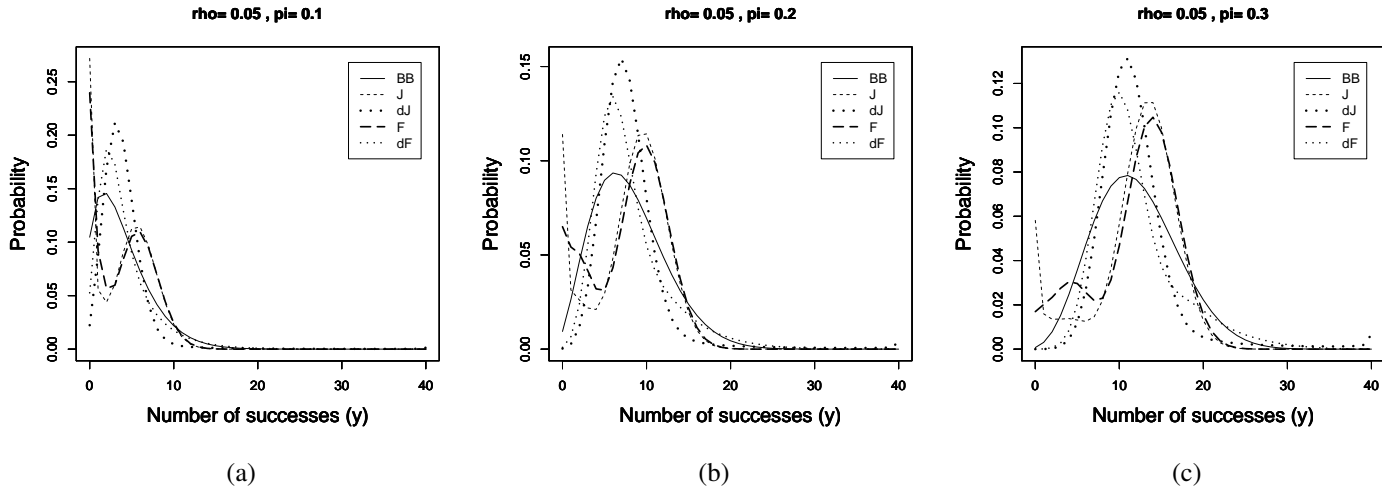 rho= 0.05 , pi= 0.1
Probability
0.00 0.05 0.10 0.15 0.20 0.25
BB
J
dJ
F
dF
0 10 20 30 40
Number of successes (y)
(a)
rho= 0.05 , pi= 0.2
Probability
0.00 0.05 0.10 0.15
BB
J
dJ
F
dF
0 10 20 30 40
Number of successes (y)
(b)
rho= 0.05 , pi= 0.3
Probability
0.00 0.02 0.04 0.06 0.08 0.10 0.12
BB
J
dJ
F
dF
0 10 20 30 40
Number of successes (y)
(c)